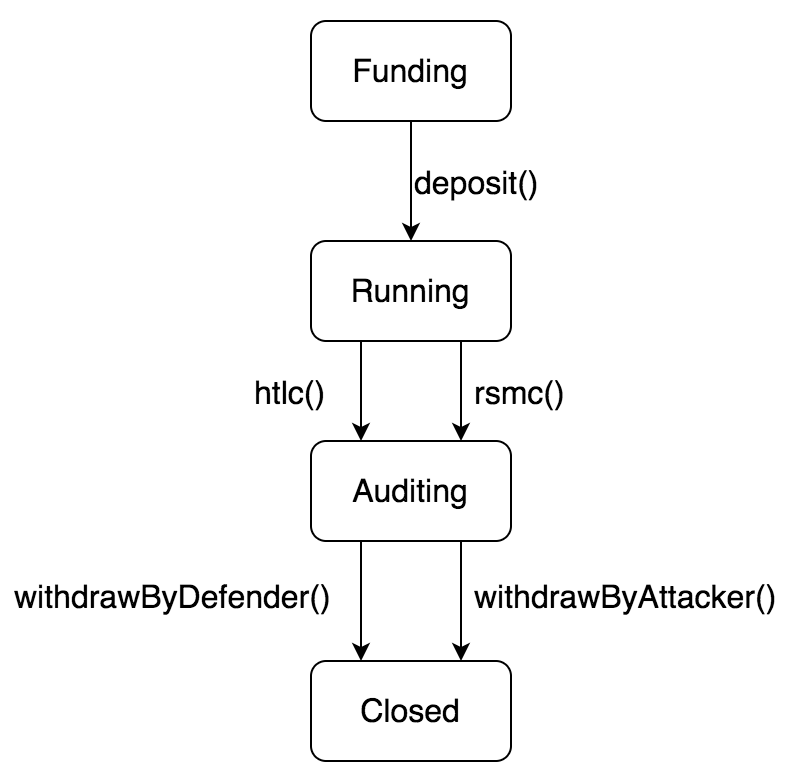 Funding
deposit()
Running
htlc()
rsmc()
Auditing
withdrawByDefender()
withdrawByAttacker()
Closed